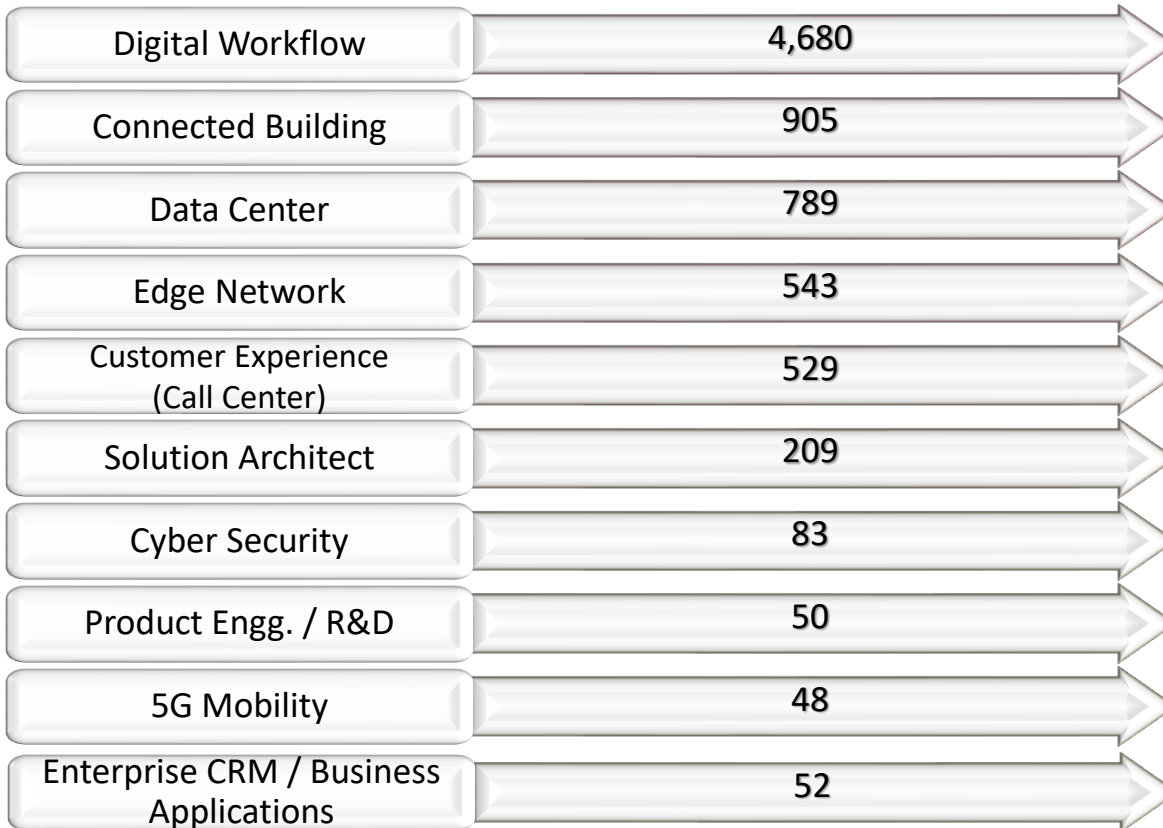 Digital Workflow 4,680
Connected Building 905
Data Center 789
Edge Network 543
Customer Experience
(Call Center) 529
Solution Architect 209
Cyber Security 83
Product Engg. / R&D 50
5G Mobility 48
Enterprise CRM / Business
Applications 52